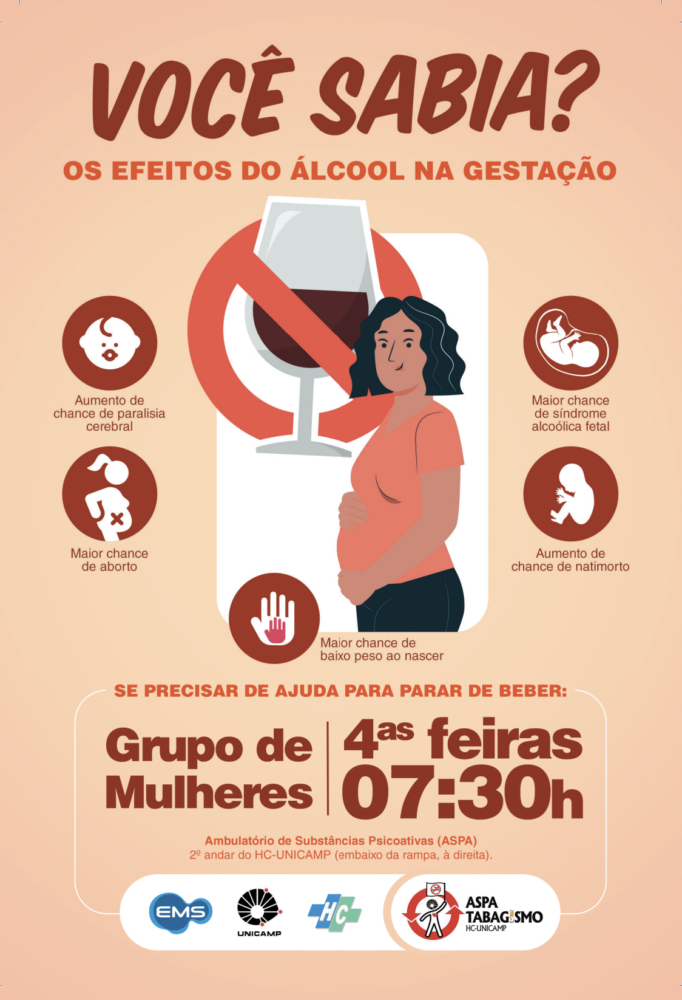 VOCÊ SABIA?
OS EFEITOS DO ÁLCOOL NA GESTAÇÃO
Aumento de
chance de paralisia
cerebral
Maior chance
de síndrome
alcoólica fetal
Maior chance
de aborto
Aumento de
chance de natimorto
Maior chance de
baixo peso ao nascer
SE PRECISAR DE AJUDA PARA PARAR DE BEBER:
Grupo de
Mulheres
4as feiras
07:30h
Ambulatório de Substâncias Psicoativas (ASPA)
2º andar do HC-UNICAMP (embaixo da rampa, à direita).
EMS
UNICAMP
HC
ASPA
TABAGISMO
HC-UNICAMP